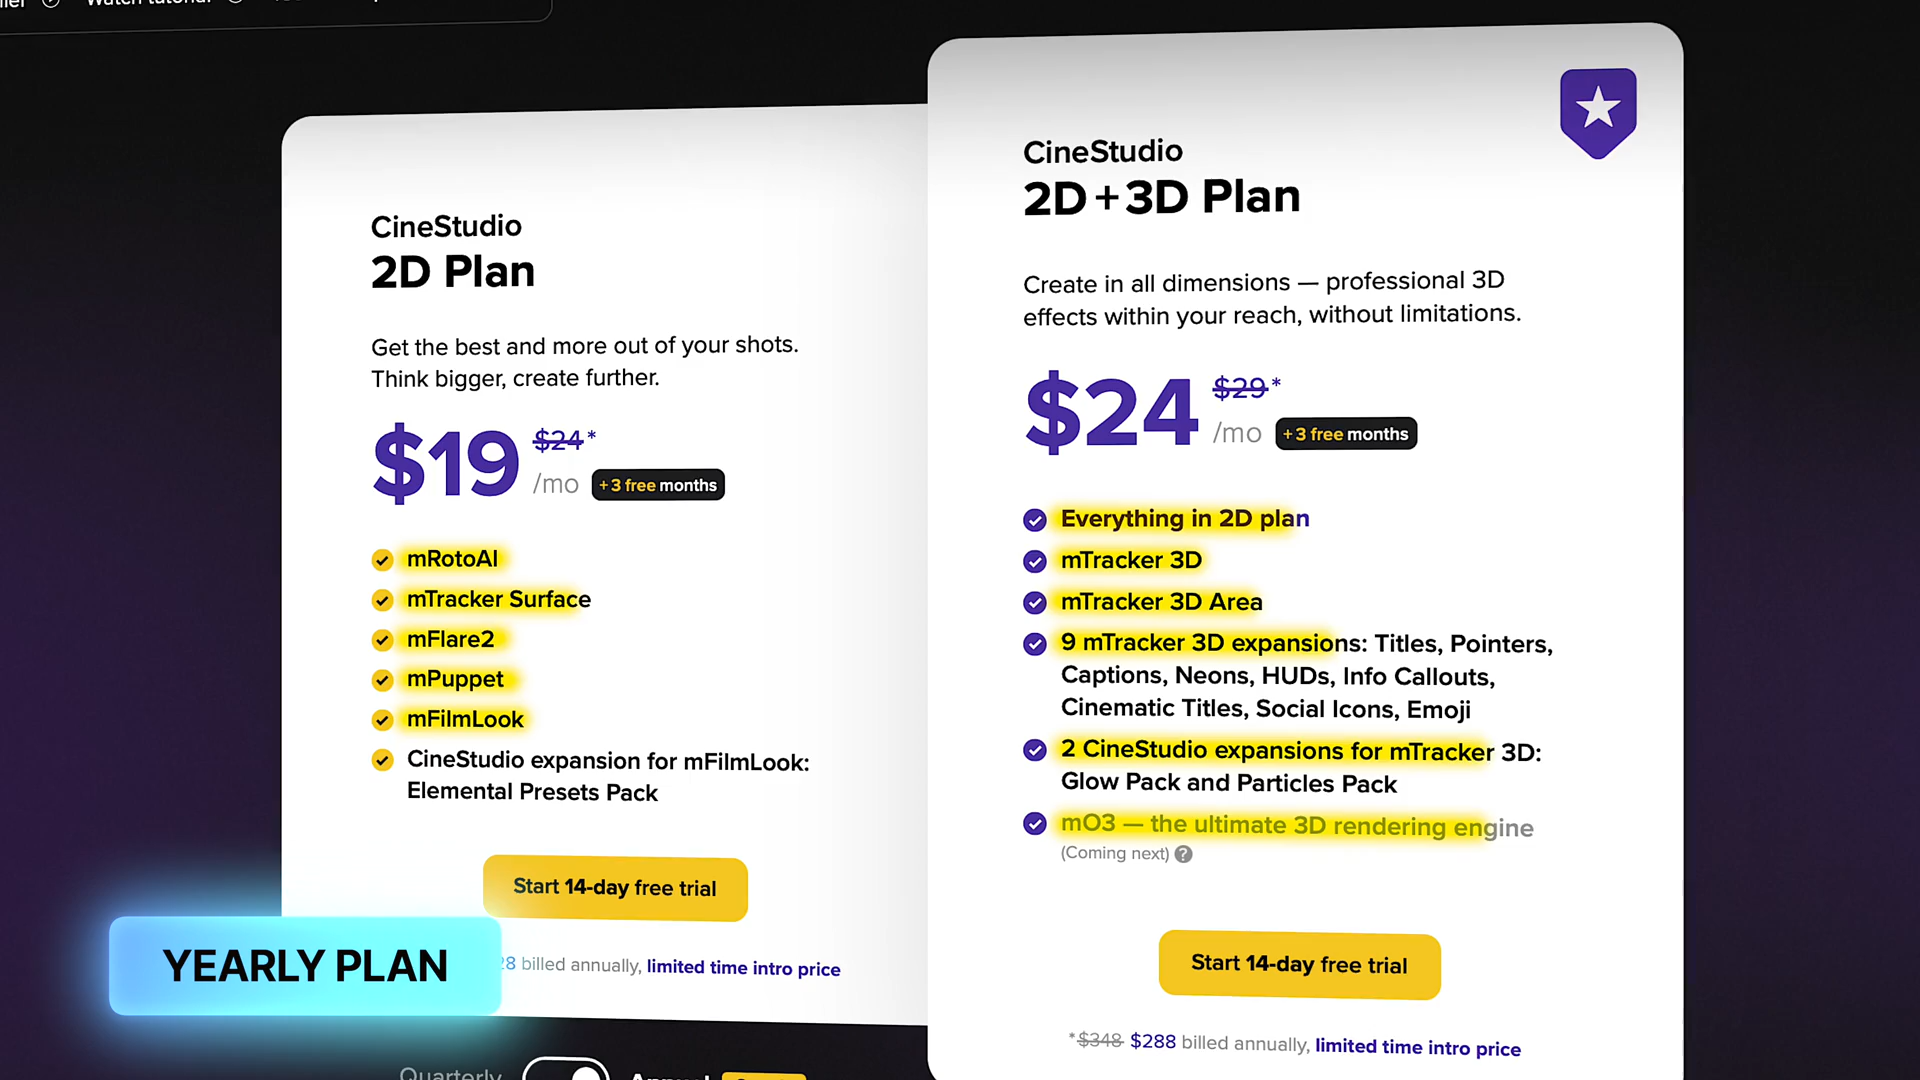 Watch tutorial
CineStudio
2D Plan
Get the best and more out of your shots.
Think bigger, create further.
$19 $24*
/mo +3 free months
mRotoAI
mTracker Surface
mFlare2
mPuppet
mFilmLook
CineStudio expansion for mFilmLook:
Elemental Presets Pack
Start 14-day free trial
8 billed annually, limited time intro price
YEARLY PLAN
Quarterly
CineStudio
2D + 3D Plan
Create in all dimensions — professional 3D
effects within your reach, without limitations.
$24 $29*
/mo +3 free months
Everything in 2D plan
mTracker 3D
mTracker 3D Area
9 mTracker 3D expansions: Titles, Pointers,
Captions, Neons, HUDs, Info Callouts,
Cinematic Titles, Social Icons, Emoji
2 CineStudio expansions for mTracker 3D:
Glow Pack and Particles Pack
mO3 — the ultimate 3D rendering engine
(Coming next) ?
Start 14-day free trial
*$348 $288 billed annually, limited time intro price